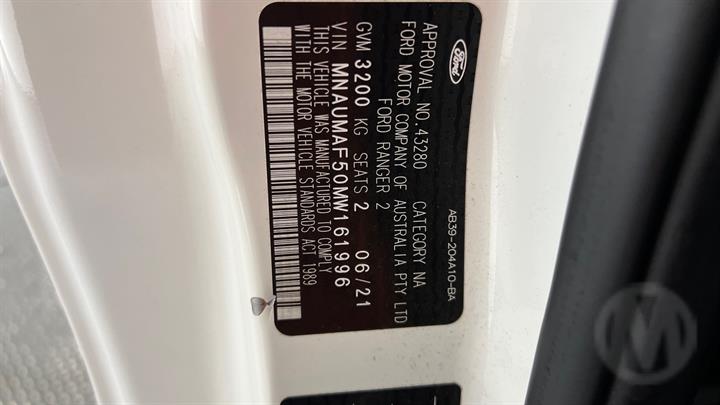 Ford
AB39-204A10-BA
APPROVAL NO.43280 CATEGORY NA
FORD MOTOR COMPANY OF AUSTRALIA PTY LTD
FORD RANGER 2
GVM 3200 KG SEATS 2 06/21
VIN MNAUMAF50MW161996
THIS VEHICLE WAS MANUFACTURED TO COMPLY
WITH THE MOTOR VEHICLE STANDARDS ACT 1989
M